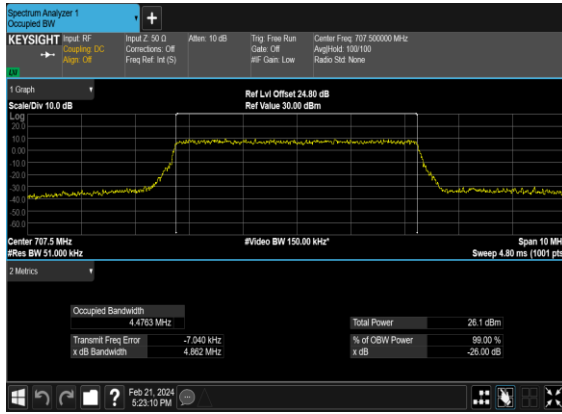 Spectrum Analyzer 1
Occupied BW
KEYSIGHT
Input: RF
Coupling: DC
Align: Off
Input Z: 50 Ω
Corrections: Off
Freq Ref: Int (S)
Atten: 10 dB
Trig: Free Run
Gate: Off
#IF Gain: Low
Center Freq: 707.500000 MHz
Avg|Hold: 100/100
Radio Std: None
1 Graph
Scale/Div 10.0 dB
Ref Lvl Offset 24.80 dB
Ref Value 30.00 dBm
Log
20.0
10.0
0.00
-10.0
-20.0
-30.0
-40.0
-50.0
-60.0
Center 707.5 MHz
#Video BW 150.00 kHz*
Span 10 MH
#Res BW 51.000 kHz
Sweep 4.80 ms (1001 pts
2 Metrics
Occupied Bandwidth
4.4763 MHz
Total Power 26.1 dBm
Transmit Freq Error -7.040 kHz
% of OBW Power 99.00 %
x dB Bandwidth 4.862 MHz
x dB -26.00 dB
Feb 21, 2024
5:23:10 PM